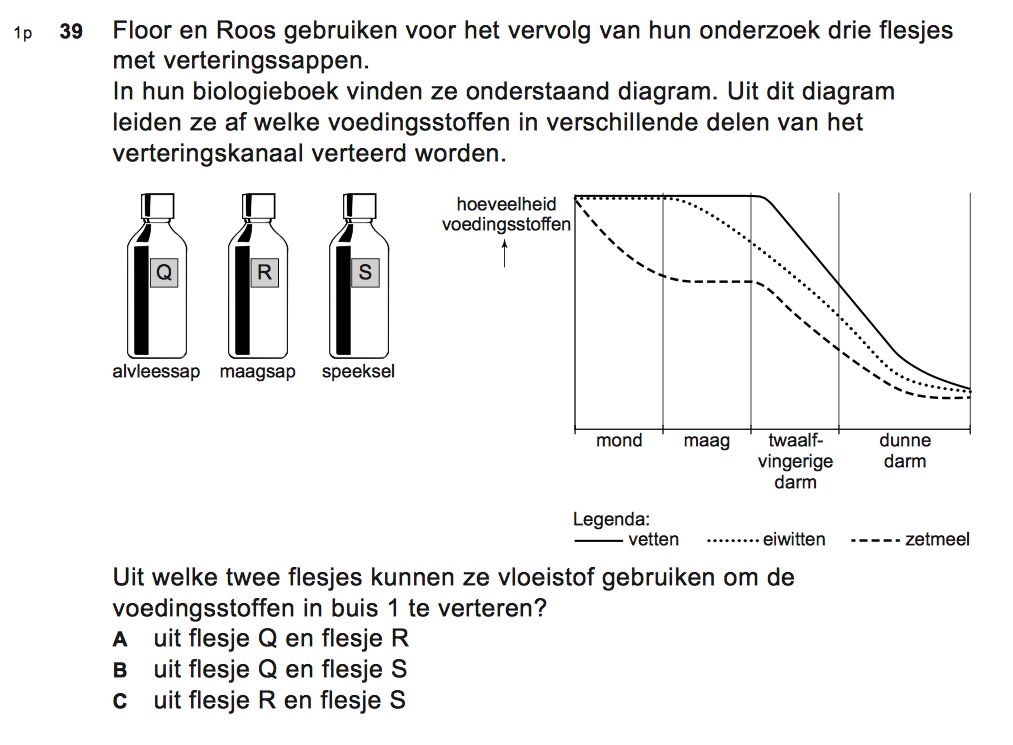 1p 39 Floor en Roos gebruiken voor het vervolg van hun onderzoek drie flesjes
met verteringssappen.
In hun biologieboek vinden ze onderstaand diagram. Uit dit diagram
leiden ze af welke voedingsstoffen in verschillende delen van het
verteringskanaal verteerd worden.
Q R S
alvleessap maagsap speeksel
hoeveelheid
voedingsstoffen
mond maag twaalf- dunne
vingerige darm
darm
Legenda:
vetten eiwitten zetmeel
Uit welke twee flesjes kunnen ze vloeistof gebruiken om de
voedingsstoffen in buis 1 te verteren?
A uit flesje Q en flesje R
B uit flesje Q en flesje S
C uit flesje R en flesje S